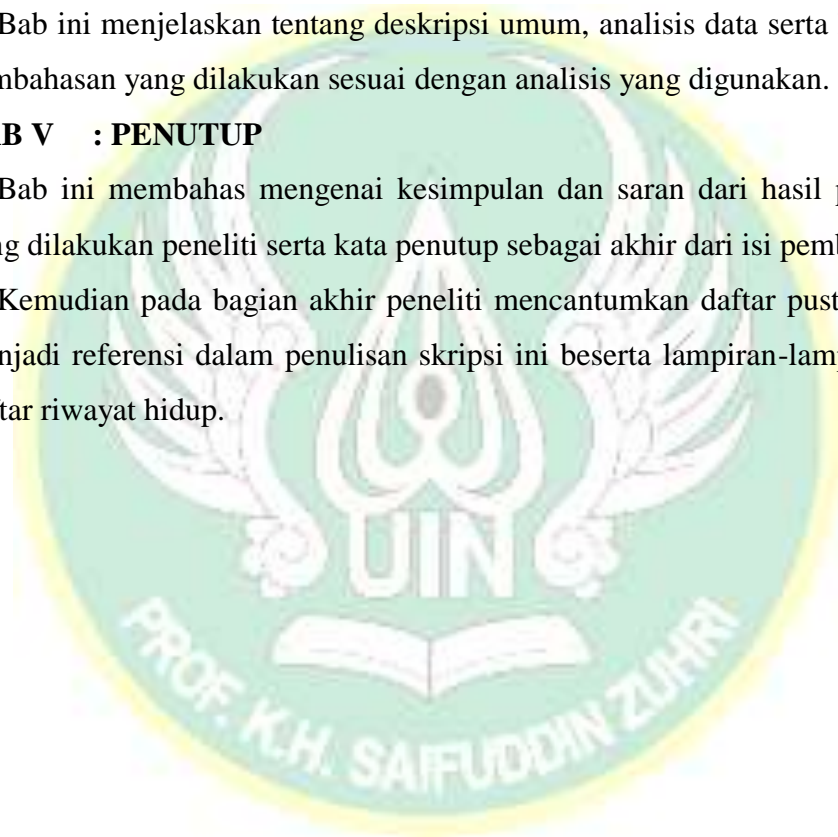 Bab ini menjelaskan tentang deskripsi umum, analisis data serta
mbahasan yang dilakukan sesuai dengan analisis yang digunakan.
AB V : PENUTUP
Bab ini membahas mengenai kesimpulan dan saran dari hasil p
ng dilakukan peneliti serta kata penutup sebagai akhir dari isi pemb
Kemudian pada bagian akhir peneliti mencantumkan daftar pust
njadi referensi dalam penulisan skripsi ini beserta lampiran-lamp
tar riwayat hidup.
UIN
PROF. K.H. SAIFUDDIN ZUHRI